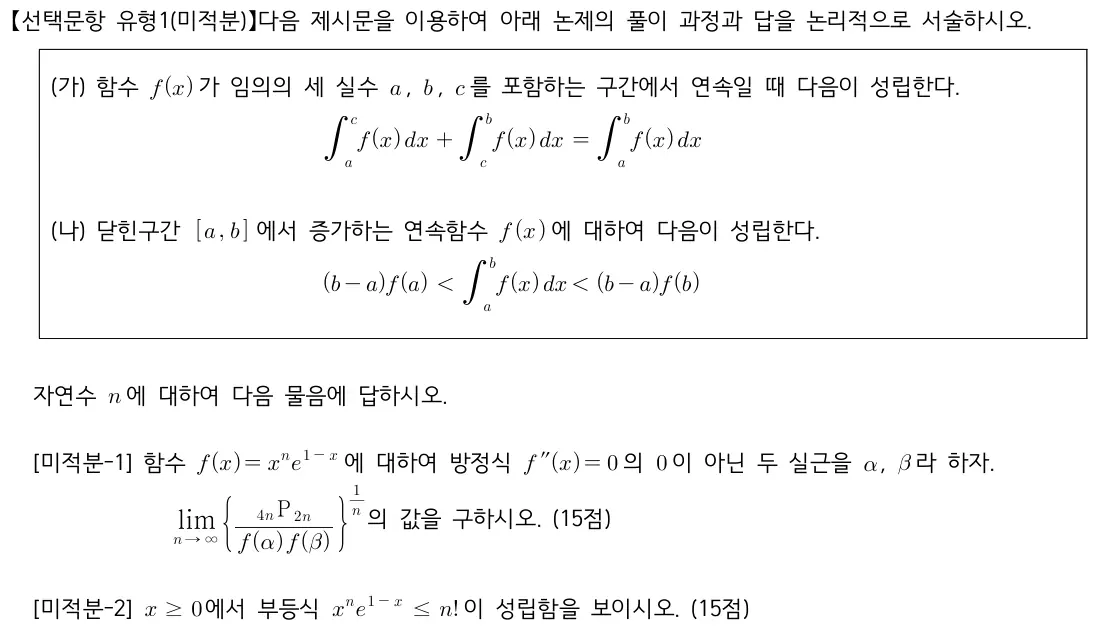 【선택문항 유형1(미적분)】다음 제시문을 이용하여 아래 논제의 풀이 과정과 답을 논리적으로 서술하시오.
(가) 함수 f(x)가 임의의 세 실수 a, b, c를 포함하는 구간에서 연속일 때 다음이 성립한다.
∫_a^c f(x)dx + ∫_c^b f(x)dx = ∫_a^b f(x)dx
(나) 닫힌구간 [a, b]에서 증가하는 연속함수 f(x)에 대하여 다음이 성립한다.
(b−a)f(a) < ∫_a^b f(x)dx < (b−a)f(b)
자연수 n에 대하여 다음 물음에 답하시오.
[미적분-1] 함수 f(x)=x^n e^{1−x}에 대하여 방정식 f″(x)=0의 0이 아닌 두 실근을 α, β라 하자.
lim_{n→∞} { _{4n}P_{2n} / f(α)f(β) }^{1/n} 의 값을 구하시오. (15점)
[미적분-2] x ≥ 0에서 부등식 x^n e^{1−x} ≤ n!이 성립함을 보이시오. (15점)